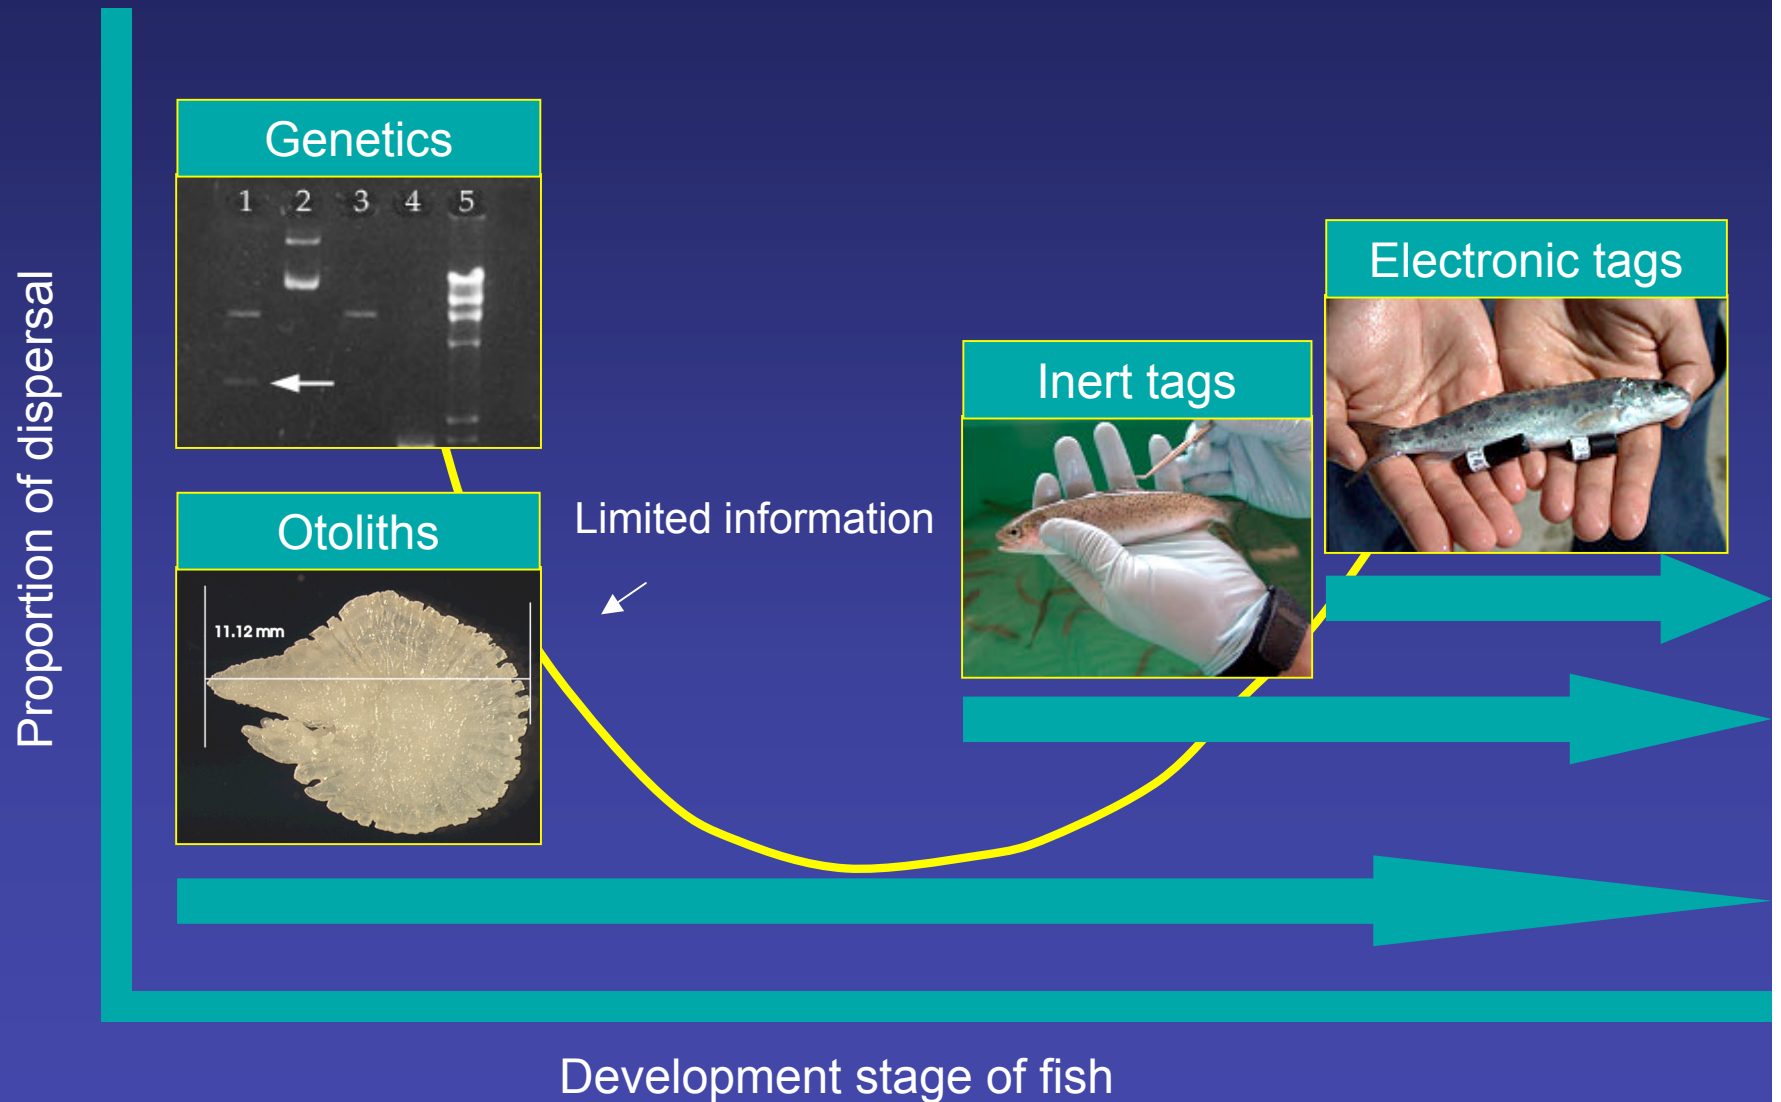 Genetics
1 2 3 4 5
Electronic tags
Inert tags
Otoliths
Limited information
11.12 mm
Proportion of dispersal
Development stage of fish